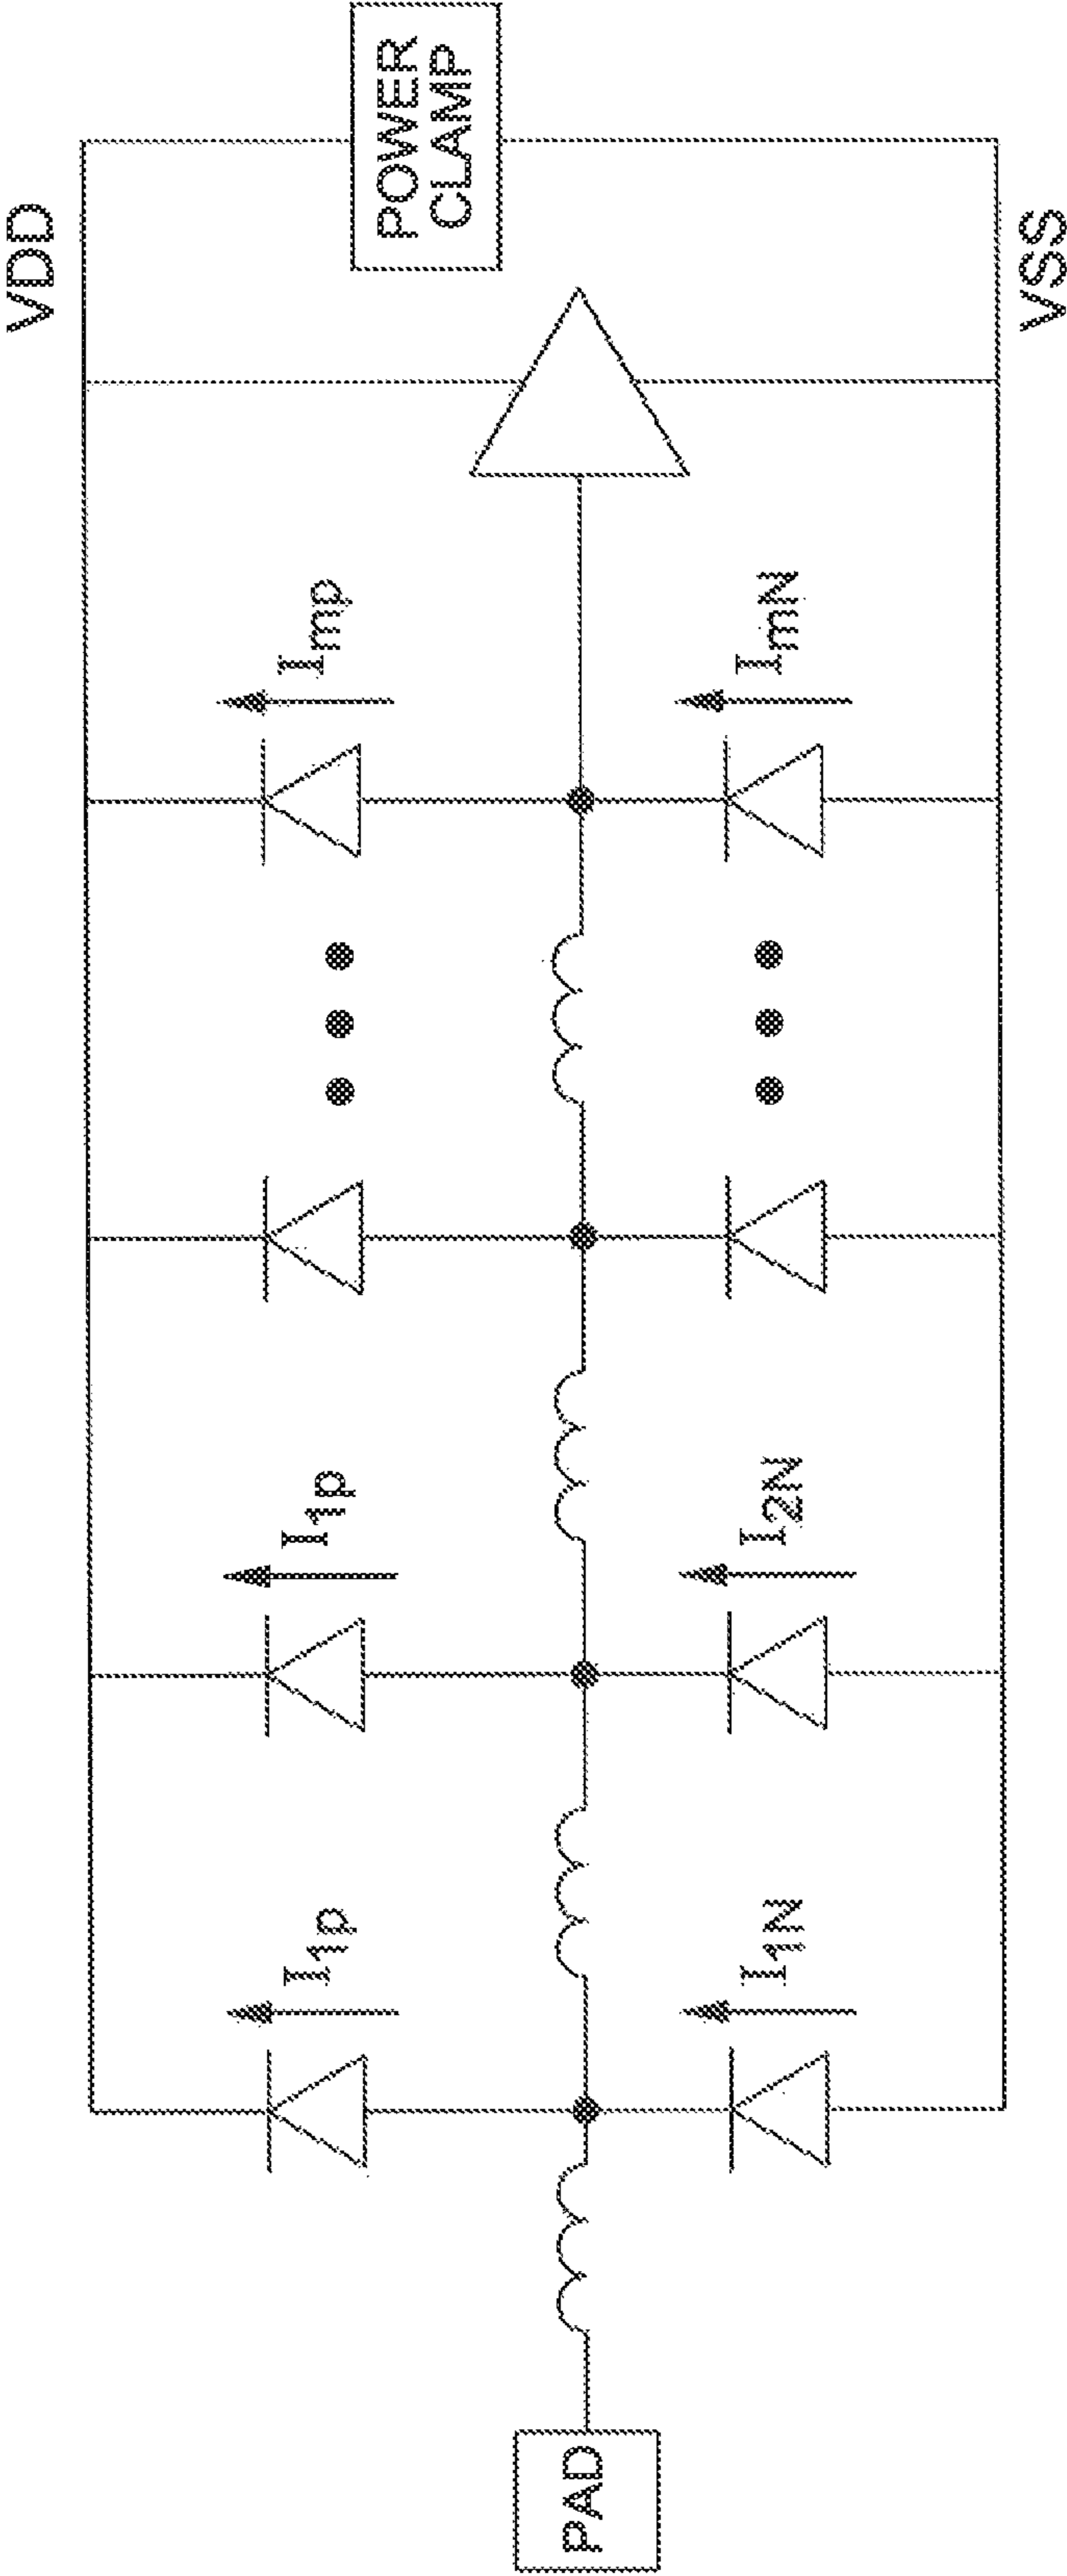 VDD
I1p
I1p
Imp
PAD
POWER
CLAMP
I1N
I2N
ImN
VSS